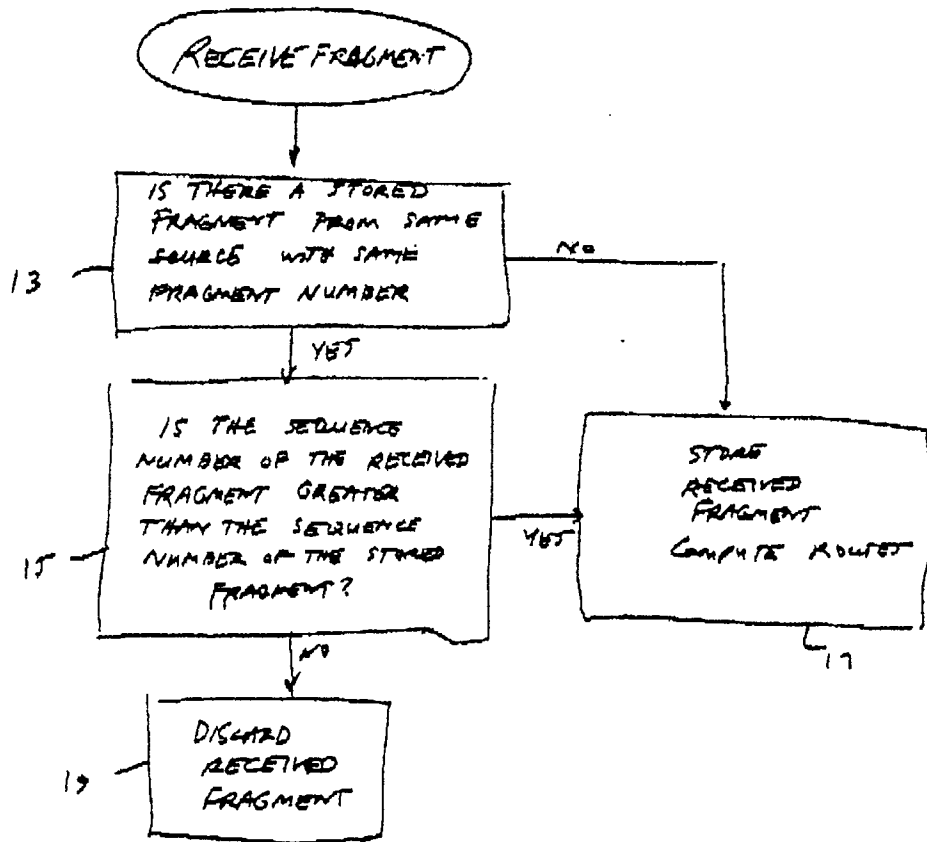 RECEIVE FRAGMENT
IS THERE A STORED
FRAGMENT FROM SAME
SOURCE WITH SAME
FRAGMENT NUMBER
13
NO
YES
IS THE SEQUENCE
NUMBER OF THE RECEIVED
FRAGMENT GREATER
THAN THE SEQUENCE
NUMBER OF THE STORED
FRAGMENT?
15
YES
STORE
RECEIVED
FRAGMENT
COMPUTE ROUTES
17
NO
DISCARD
RECEIVED
FRAGMENT
19